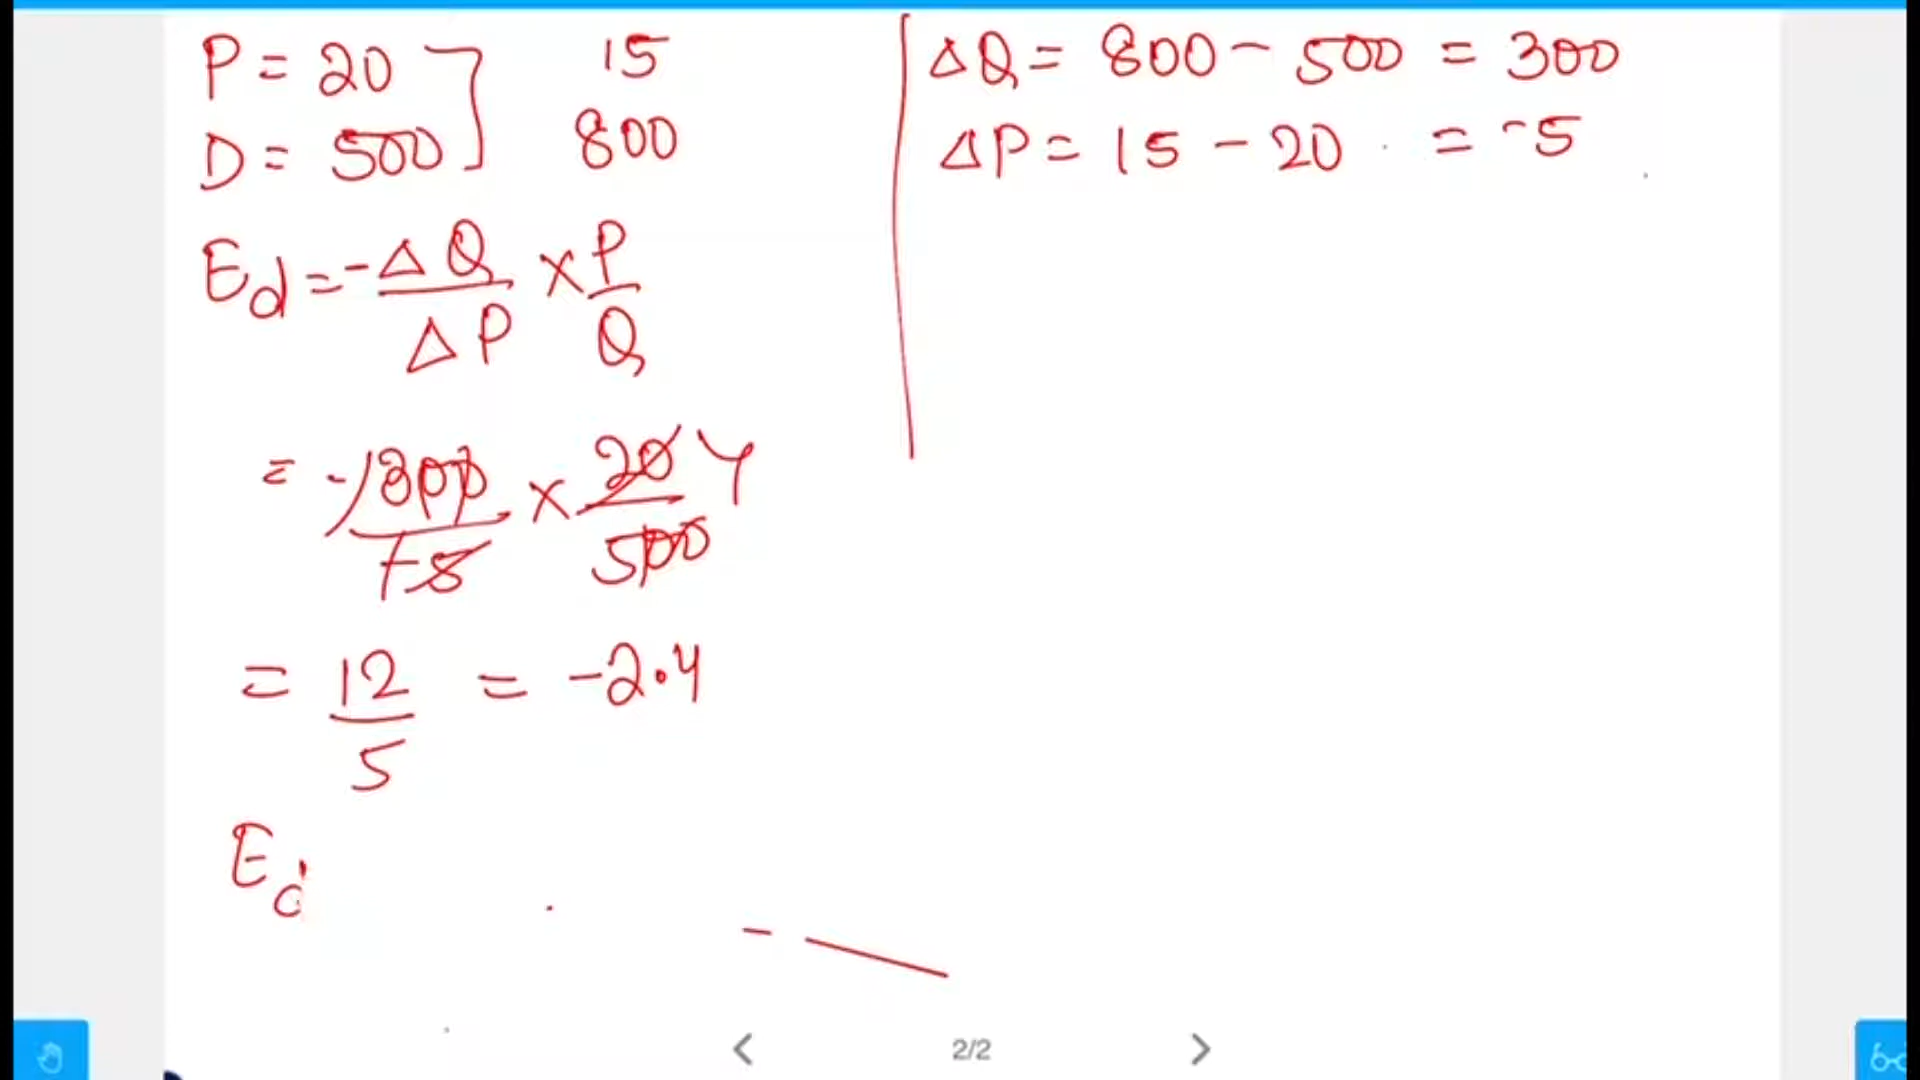 P = 20 15
D = 500 800
Ed = -ΔQ/ΔP × P/Q
= -300/-5 × 20/500 4
= 12/5 = -2.4
Ed
ΔQ = 800 - 500 = 300
ΔP = 15 - 20 = -5
2/2